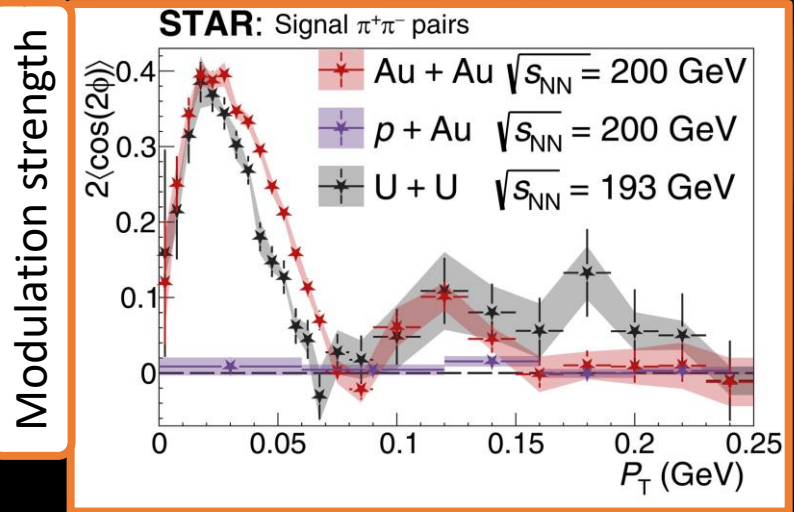 Modulation strength
STAR: Signal π⁺π⁻ pairs
2⟨cos(2ϕ)⟩
0.4
0.3
0.2
0.1
0
Au + Au √sNN = 200 GeV
p + Au √sNN = 200 GeV
U + U √sNN = 193 GeV
0 0.05 0.1 0.15 0.2 0.25
PT (GeV)